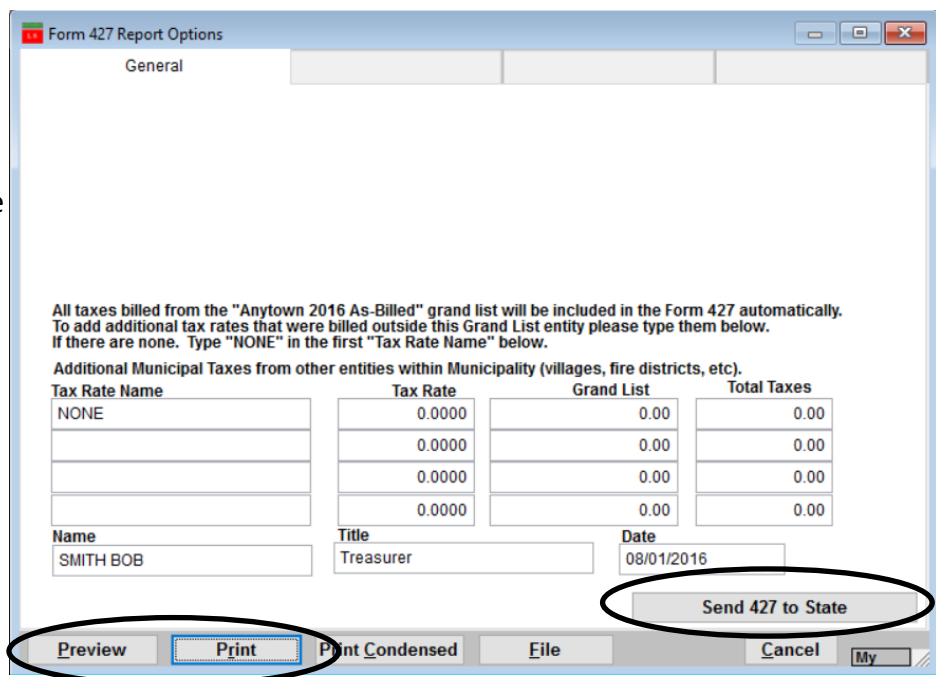 Form 427 Report Options
General
e
All taxes billed from the "Anytown 2016 As-Billed" grand list will be included in the Form 427 automatically.
To add additional tax rates that were billed outside this Grand List entity please type them below.
If there are none. Type "NONE" in the first "Tax Rate Name" below.
Additional Municipal Taxes from other entities within Municipality (villages, fire districts, etc).
Tax Rate Name Tax Rate Grand List Total Taxes
NONE 0.0000 0.00 0.00
0.0000 0.00 0.00
0.0000 0.00 0.00
0.0000 0.00 0.00
Name Title Date
SMITH BOB Treasurer 08/01/2016
Send 427 to State
Preview Print Print Condensed File Cancel My